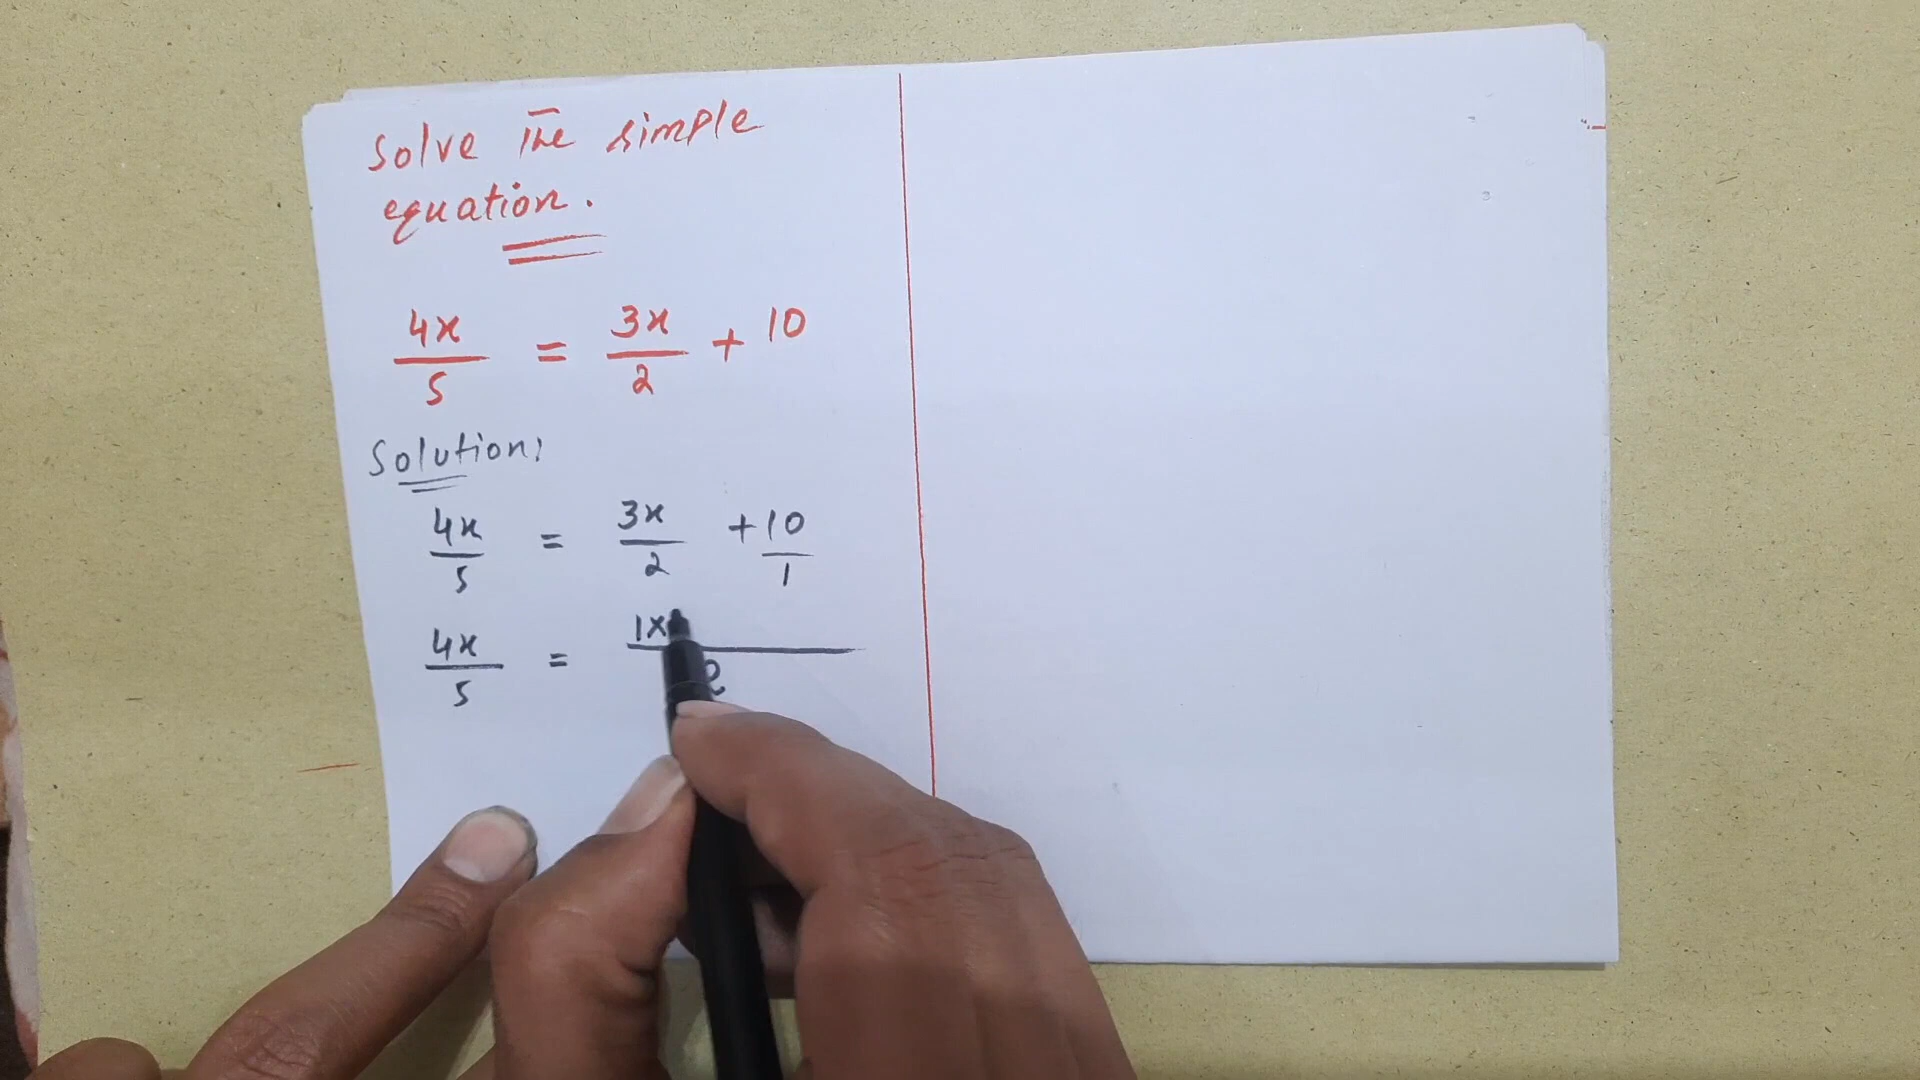 Solve the simple
equation.
4x/5 = 3x/2 + 10
Solution:
4x/5 = 3x/2 + 10/1
4x/5 = 1x/2